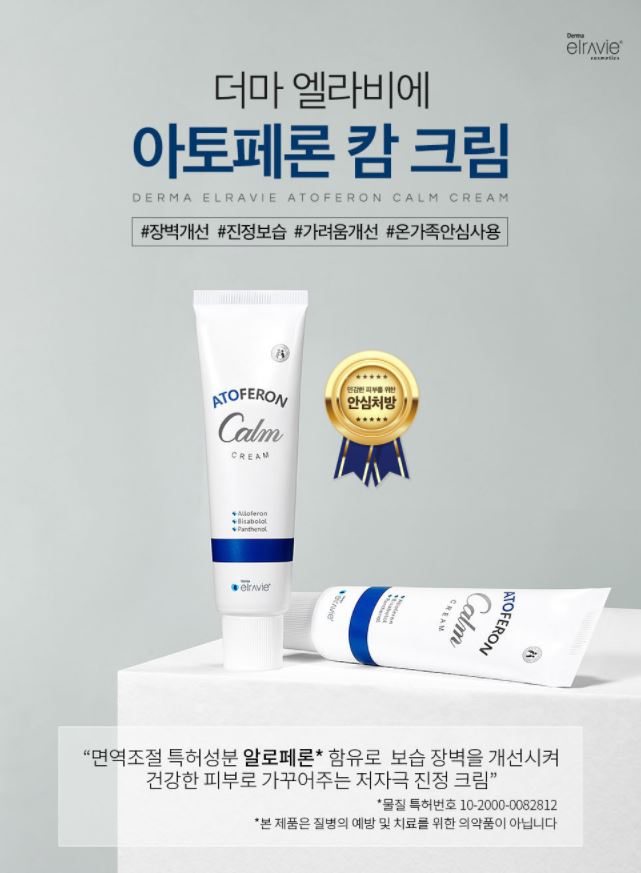 Derma
elravie®
cosmetics
더마 엘라비에
아토페론 캄 크림
DERMA ELRAVIE ATOFERON CALM CREAM
#장벽개선 #진정보습 #가려움개선 #온가족안심사용
ATOFERON
Calm
CREAM
Alloferon
Bisabolol
Panthenol
Derma
elravie®
★★★★★
민감한 피부를 위한
안심처방
★★★★★
ATOFERON
Calm
CREAM
Alloferon
Bisabolol
Panthenol
elravie®
“면역조절 특허성분 알로페론* 함유로 보습 장벽을 개선시켜
건강한 피부로 가꾸어주는 저자극 진정 크림”
*물질 특허번호 10-2000-0082812
*본 제품은 질병의 예방 및 치료를 위한 의약품이 아닙니다